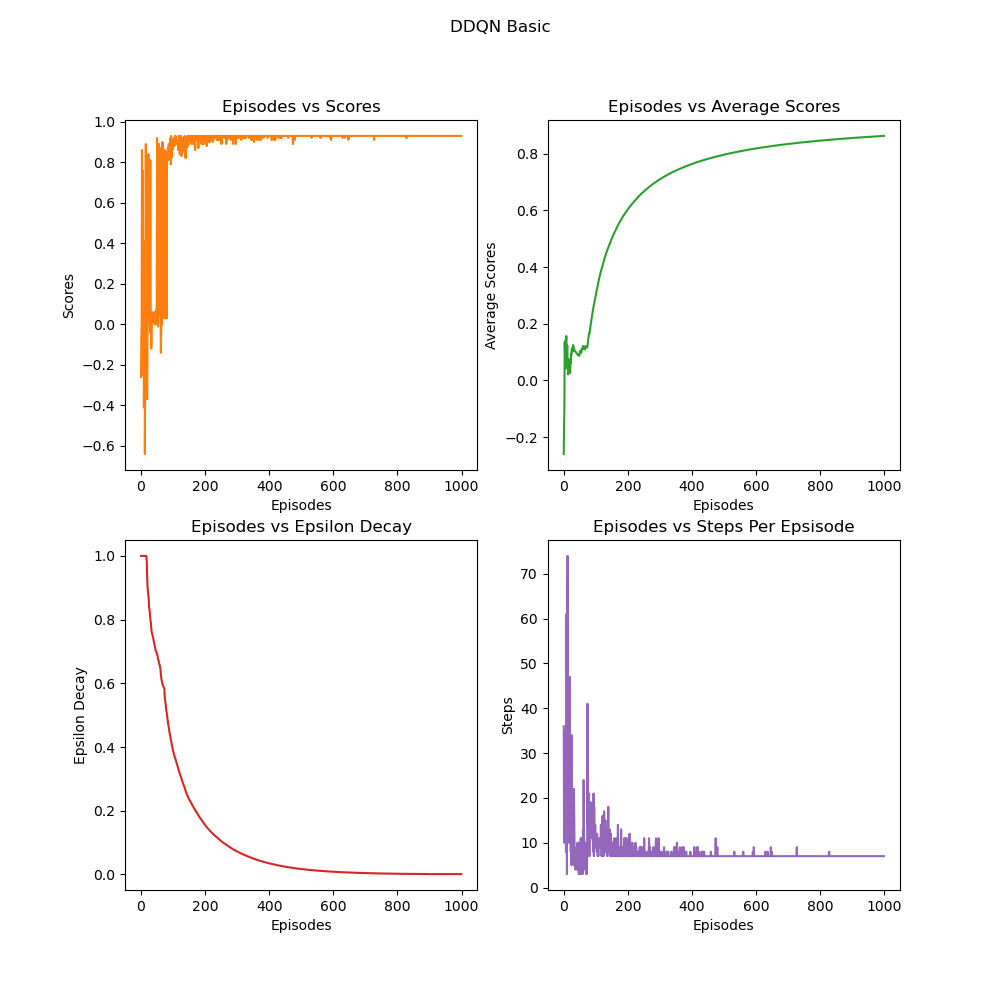 DDQN Basic
Episodes vs Scores
1.0
0.8
0.6
0.4
0.2
0.0
−0.2
−0.4
−0.6
Scores
0 200 400 600 800 1000
Episodes
Episodes vs Average Scores
0.8
0.6
0.4
0.2
0.0
−0.2
Average Scores
0 200 400 600 800 1000
Episodes
Episodes vs Epsilon Decay
1.0
0.8
0.6
0.4
0.2
0.0
Epsilon Decay
0 200 400 600 800 1000
Episodes
Episodes vs Steps Per Epsisode
70
60
50
40
30
20
10
0
Steps
0 200 400 600 800 1000
Episodes